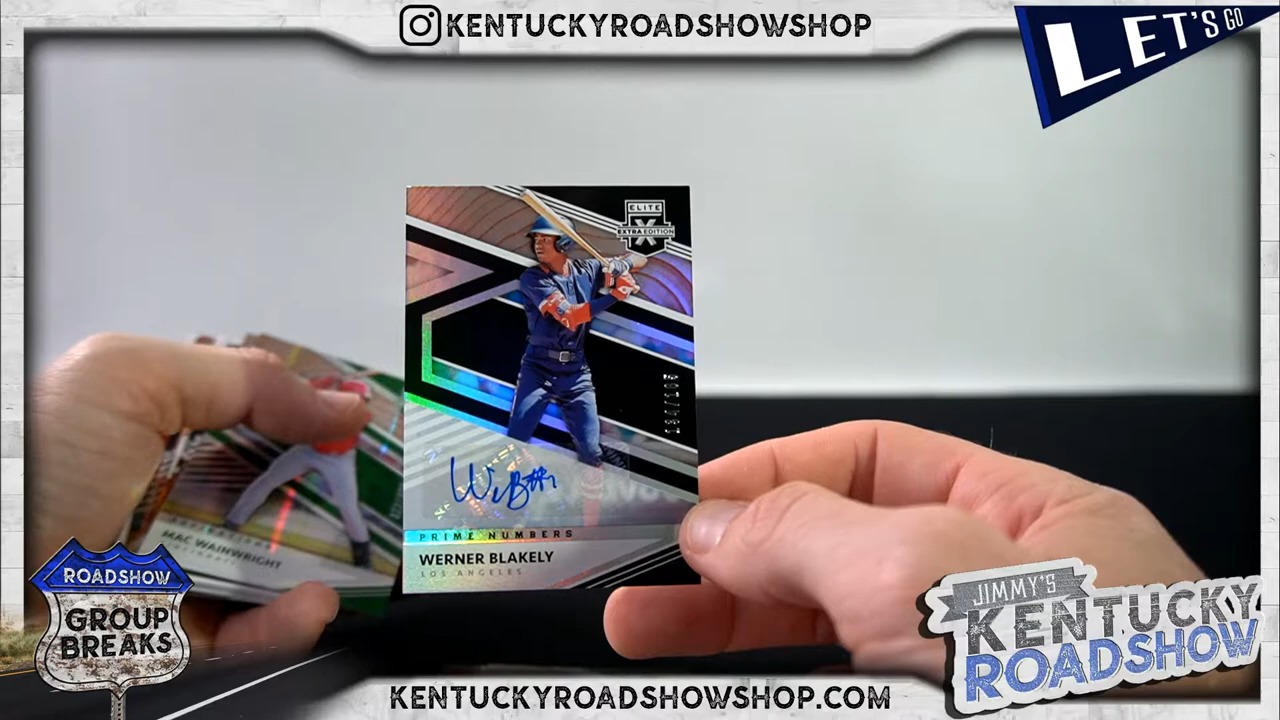 KENTUCKYROADSHOWSHOP
LET'S GO
ELITE
X
EXTRA EDITION
PRIME NUMBERS
WERNER BLAKELY
LOS ANGELES
MAC WAINWRIGHT
ROADSHOW
GROUP
BREAKS
JIMMY'S
KENTUCKY
ROADSHOW
KENTUCKYROADSHOWSHOP.COM